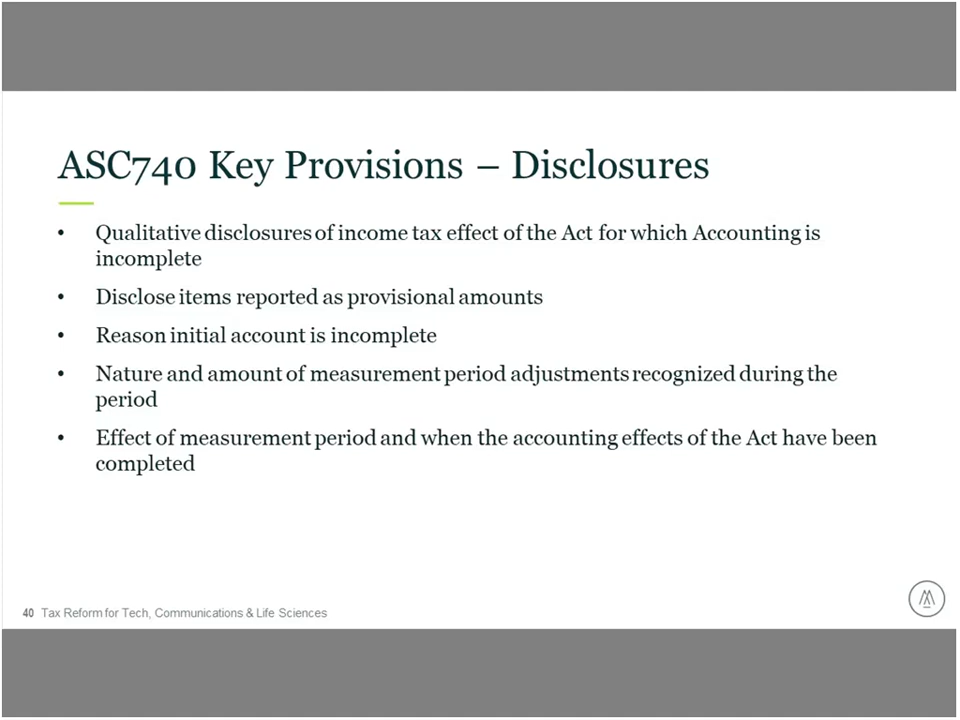 ASC740 Key Provisions – Disclosures
• Qualitative disclosures of income tax effect of the Act for which Accounting is
incomplete
• Disclose items reported as provisional amounts
• Reason initial account is incomplete
• Nature and amount of measurement period adjustments recognized during the
period
• Effect of measurement period and when the accounting effects of the Act have been
completed
40 Tax Reform for Tech, Communications & Life Sciences